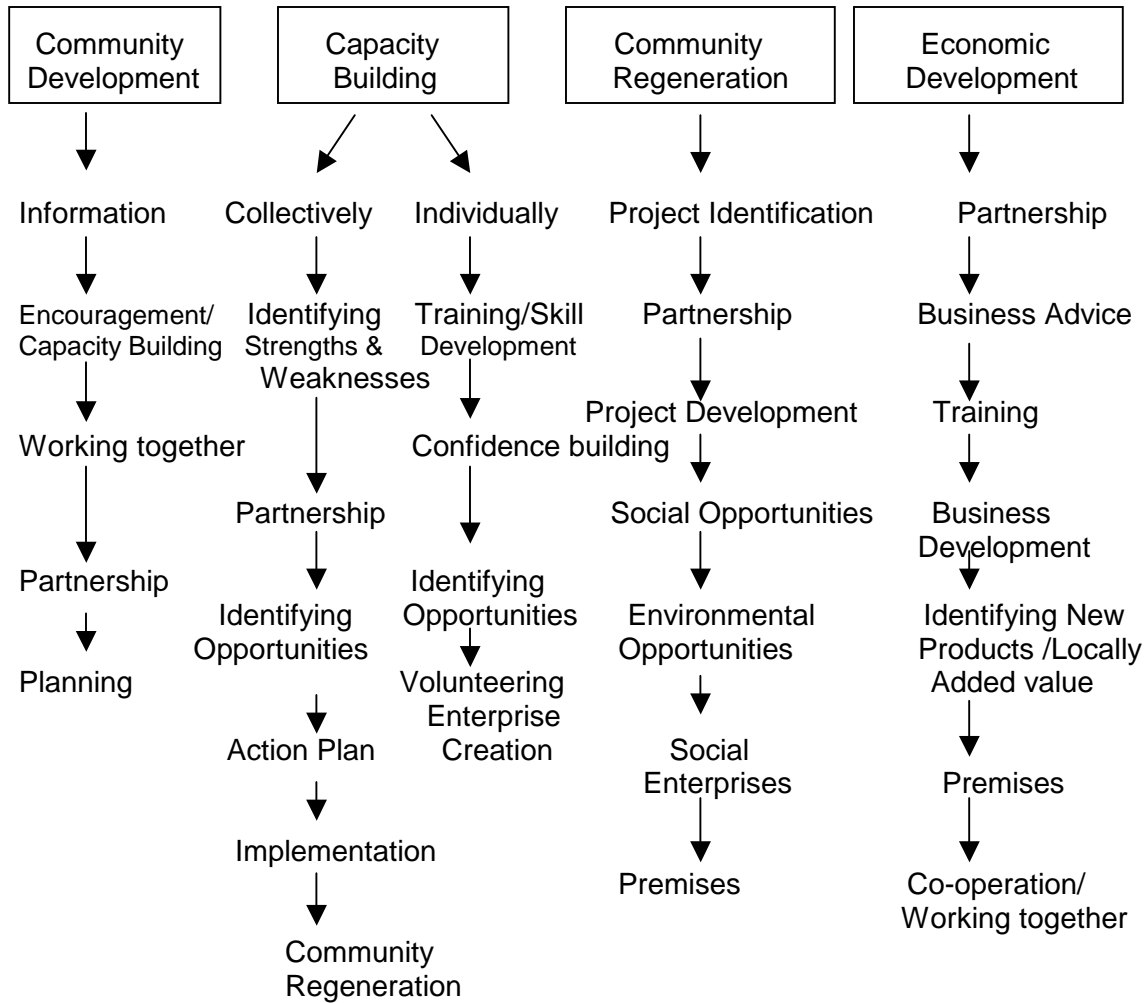 Community
Development
Capacity
Building
Community
Regeneration
Economic
Development
Information
Encouragement/
Capacity Building
Working together
Partnership
Planning
Collectively
Identifying
Strengths &
Weaknesses
Partnership
Identifying
Opportunities
Action Plan
Implementation
Community
Regeneration
Individually
Training/Skill
Development
Confidence building
Identifying
Opportunities
Volunteering
Enterprise
Creation
Project Identification
Partnership
Project Development
Social Opportunities
Environmental
Opportunities
Social
Enterprises
Premises
Partnership
Business Advice
Training
Business
Development
Identifying New
Products /Locally
Added value
Premises
Co-operation/
Working together